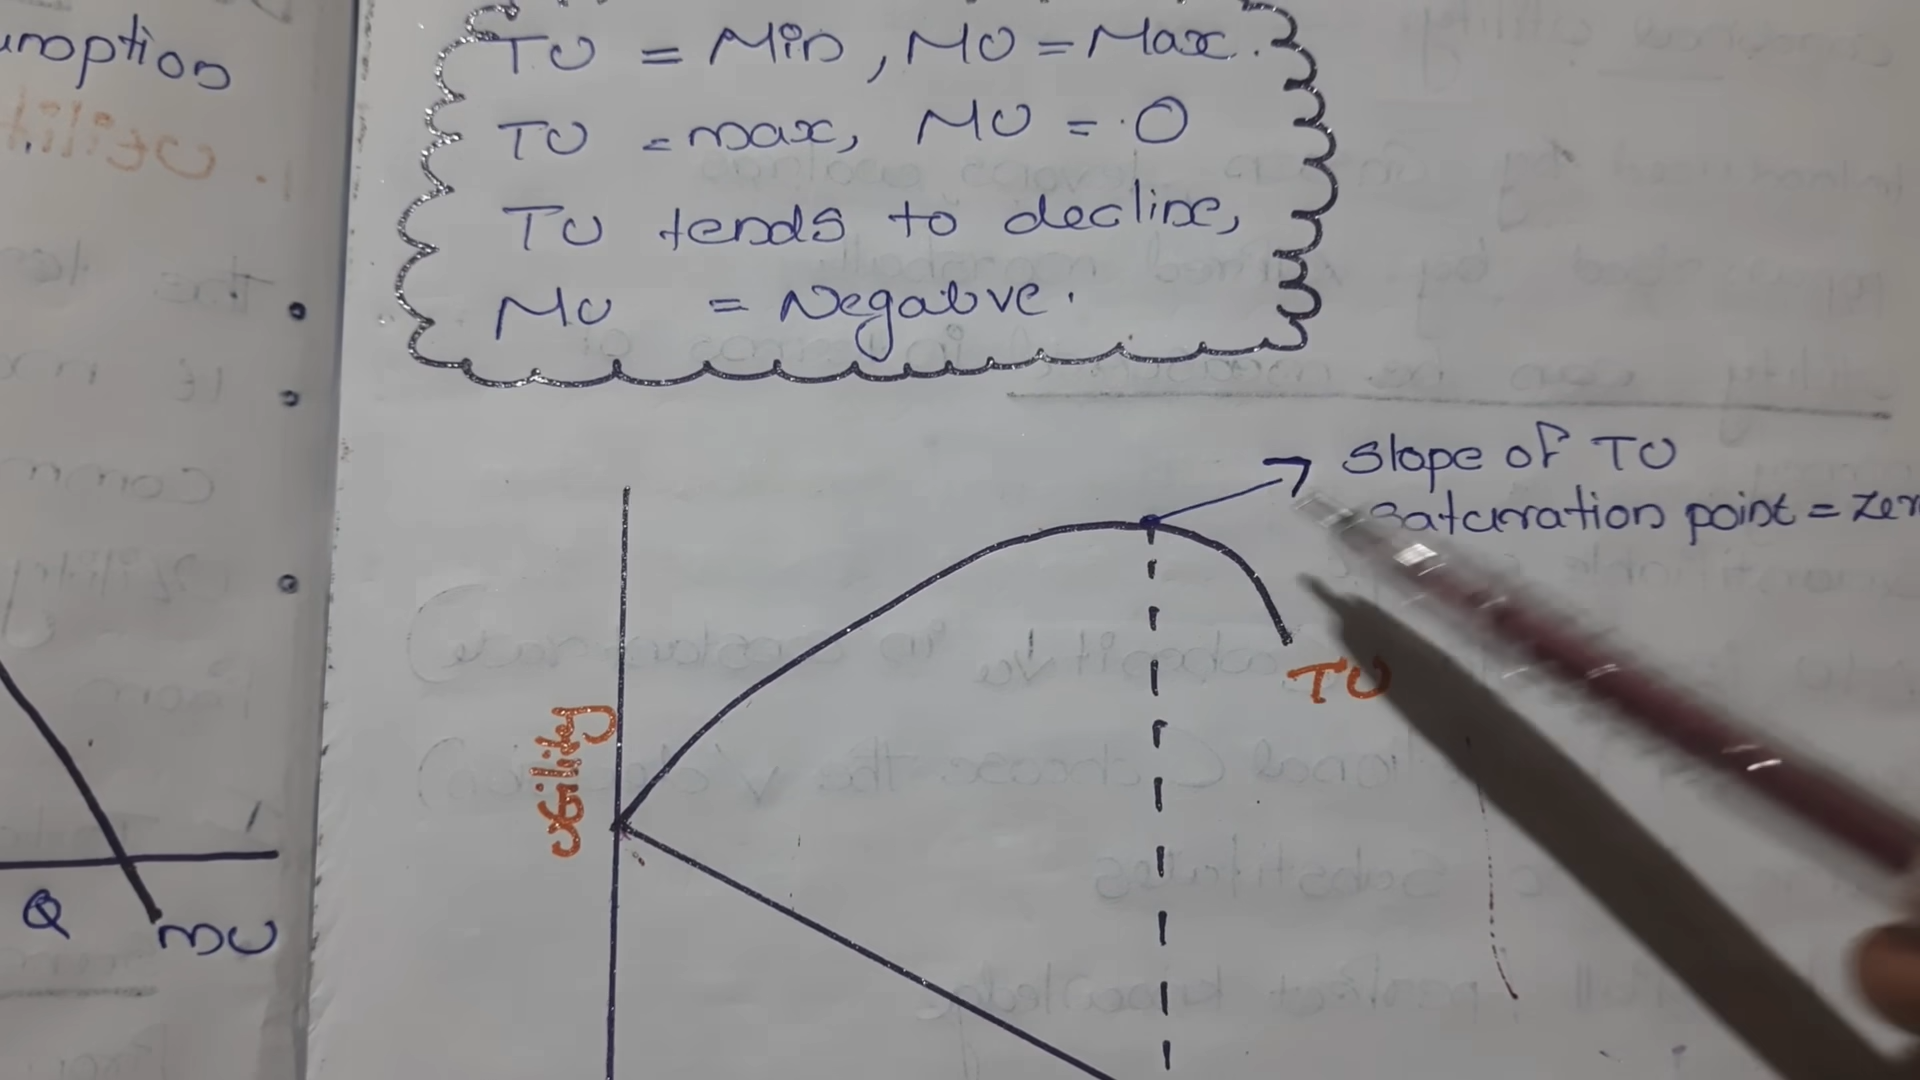 TU = Min, MU = Max.
TU = max, MU = 0
TU tends to decline,
MU = Negative.
Slope of TU
Saturation point = Zer
TU
Utility
Q
MU